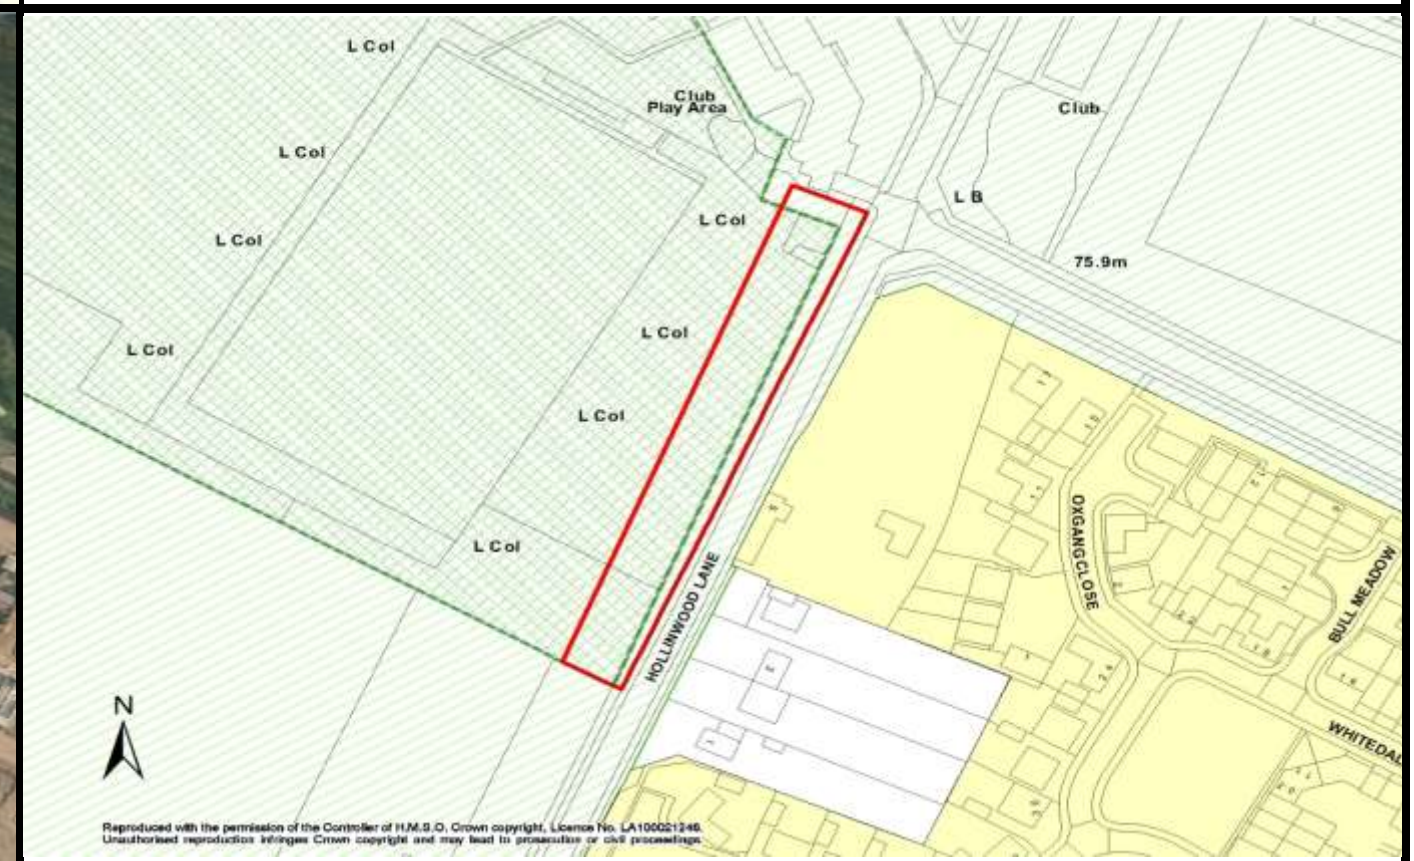 L Col
Club
Play Area
Club
L Col
L B
L Col
L Col
75.9m
L Col
L Col
L Col
OXGANGCLOSE
L Col
HOLLINWOOD LANE
BULL MEADOW
WHITEDAL
N
Reproduced with the permission of the Controller of H.M.S.O. Crown copyright, Licence No. LA100021246.
Unauthorised reproduction infringes Crown copyright and may lead to prosecution or civil proceedings.